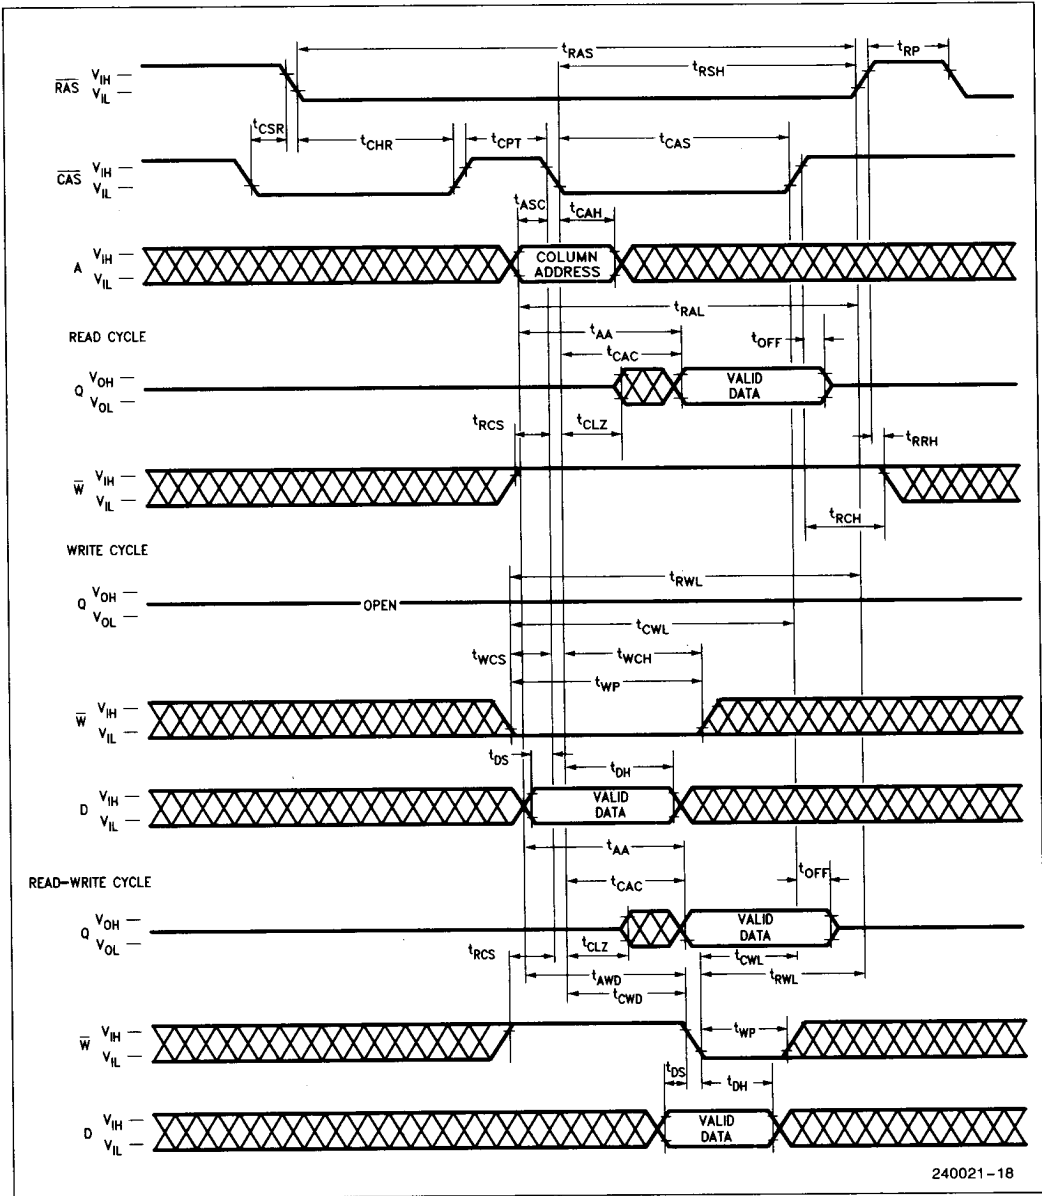 tRAS
tRP
tRSH
RAS VIH
VIL
tCSR
tCHR
tCPT
tCAS
CAS VIH
VIL
tASC
tCAH
A VIH
VIL
COLUMN
ADDRESS
tRAL
READ CYCLE
tAA
tOFF
tCAC
Q VOH
VOL
VALID
DATA
tRCS
tCLZ
tRRH
W VIH
VIL
tRCH
WRITE CYCLE
tRWL
Q VOH
VOL
OPEN
tCWL
tWCS
tWCH
tWP
W VIH
VIL
tDS
tDH
D VIH
VIL
VALID
DATA
tAA
READ-WRITE CYCLE
tCAC
tOFF
Q VOH
VOL
VALID
DATA
tRCS
tCLZ
tCWL
tAWD
tRWL
tCWD
W VIH
VIL
tWP
tDS
tDH
D VIH
VIL
VALID
DATA
240021-18